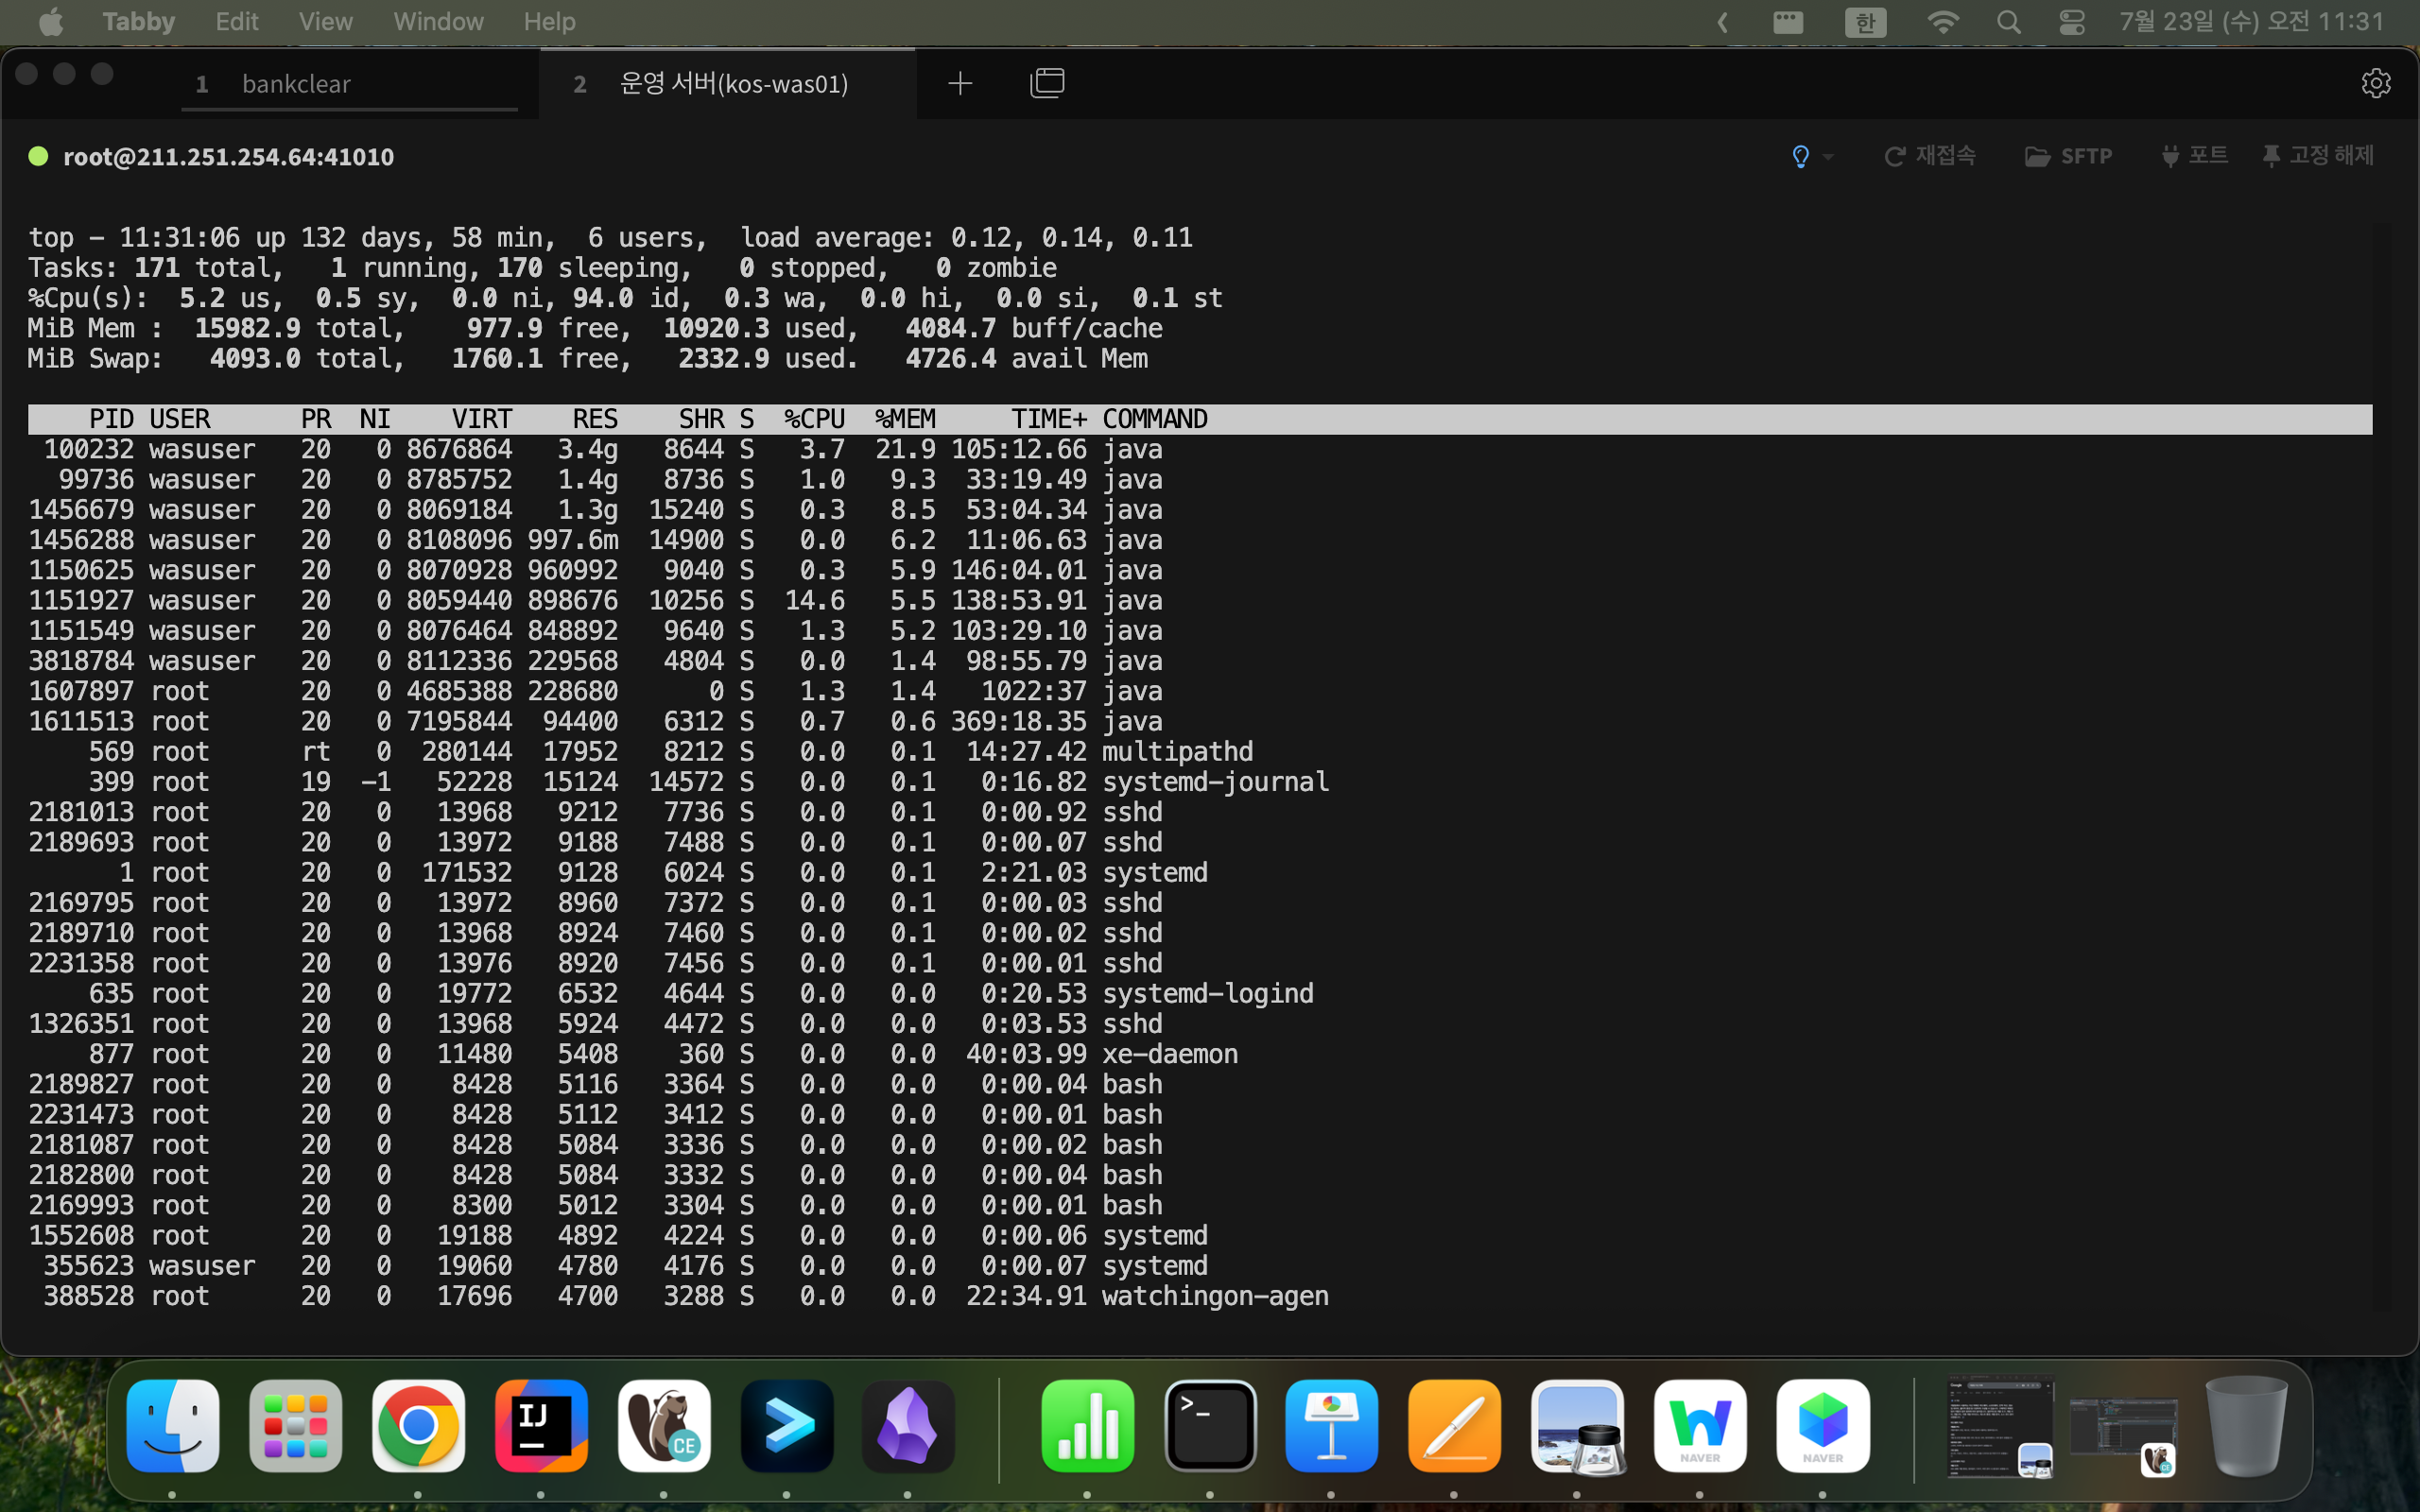 Tabby Edit View Window Help 한 7월 23일 (수) 오전 11:31
1 bankclear 2 운영 서버(kos-was01)
root@211.251.254.64:41010 재접속 SFTP 포트 고정 해제
top - 11:31:06 up 132 days, 58 min,  6 users,  load average: 0.12, 0.14, 0.11
Tasks: 171 total,   1 running, 170 sleeping,   0 stopped,   0 zombie
%Cpu(s):  5.2 us,  0.5 sy,  0.0 ni, 94.0 id,  0.3 wa,  0.0 hi,  0.0 si,  0.1 st
MiB Mem :  15982.9 total,    977.9 free,  10920.3 used,   4084.7 buff/cache
MiB Swap:   4093.0 total,   1760.1 free,   2332.9 used.   4726.4 avail Mem
PID USER PR NI VIRT RES SHR S %CPU %MEM TIME+ COMMAND
100232 wasuser 20 0 8676864 3.4g 8644 S 3.7 21.9 105:12.66 java
99736 wasuser 20 0 8785752 1.4g 8736 S 1.0 9.3 33:19.49 java
1456679 wasuser 20 0 8069184 1.3g 15240 S 0.3 8.5 53:04.34 java
1456288 wasuser 20 0 8108096 997.6m 14900 S 0.0 6.2 11:06.63 java
1150625 wasuser 20 0 8070928 960992 9040 S 0.3 5.9 146:04.01 java
1151927 wasuser 20 0 8059440 898676 10256 S 14.6 5.5 138:53.91 java
1151549 wasuser 20 0 8076464 848892 9640 S 1.3 5.2 103:29.10 java
3818784 wasuser 20 0 8112336 229568 4804 S 0.0 1.4 98:55.79 java
1607897 root 20 0 4685388 228680 0 S 1.3 1.4 1022:37 java
1611513 root 20 0 7195844 94400 6312 S 0.7 0.6 369:18.35 java
569 root rt 0 280144 17952 8212 S 0.0 0.1 14:27.42 multipathd
399 root 19 -1 52228 15124 14572 S 0.0 0.1 0:16.82 systemd-journal
2181013 root 20 0 13968 9212 7736 S 0.0 0.1 0:00.92 sshd
2189693 root 20 0 13972 9188 7488 S 0.0 0.1 0:00.07 sshd
1 root 20 0 171532 9128 6024 S 0.0 0.1 2:21.03 systemd
2169795 root 20 0 13972 8960 7372 S 0.0 0.1 0:00.03 sshd
2189710 root 20 0 13968 8924 7460 S 0.0 0.1 0:00.02 sshd
2231358 root 20 0 13976 8920 7456 S 0.0 0.1 0:00.01 sshd
635 root 20 0 19772 6532 4644 S 0.0 0.0 0:20.53 systemd-logind
1326351 root 20 0 13968 5924 4472 S 0.0 0.0 0:03.53 sshd
877 root 20 0 11480 5408 360 S 0.0 0.0 40:03.99 xe-daemon
2189827 root 20 0 8428 5116 3364 S 0.0 0.0 0:00.04 bash
2231473 root 20 0 8428 5112 3412 S 0.0 0.0 0:00.01 bash
2181087 root 20 0 8428 5084 3336 S 0.0 0.0 0:00.02 bash
2182800 root 20 0 8428 5084 3332 S 0.0 0.0 0:00.04 bash
2169993 root 20 0 8300 5012 3304 S 0.0 0.0 0:00.01 bash
1552608 root 20 0 19188 4892 4224 S 0.0 0.0 0:00.06 systemd
355623 wasuser 20 0 19060 4780 4176 S 0.0 0.0 0:00.07 systemd
388528 root 20 0 17696 4700 3288 S 0.0 0.0 22:34.91 watchingon-agen
IJ CE >_ NAVER NAVER